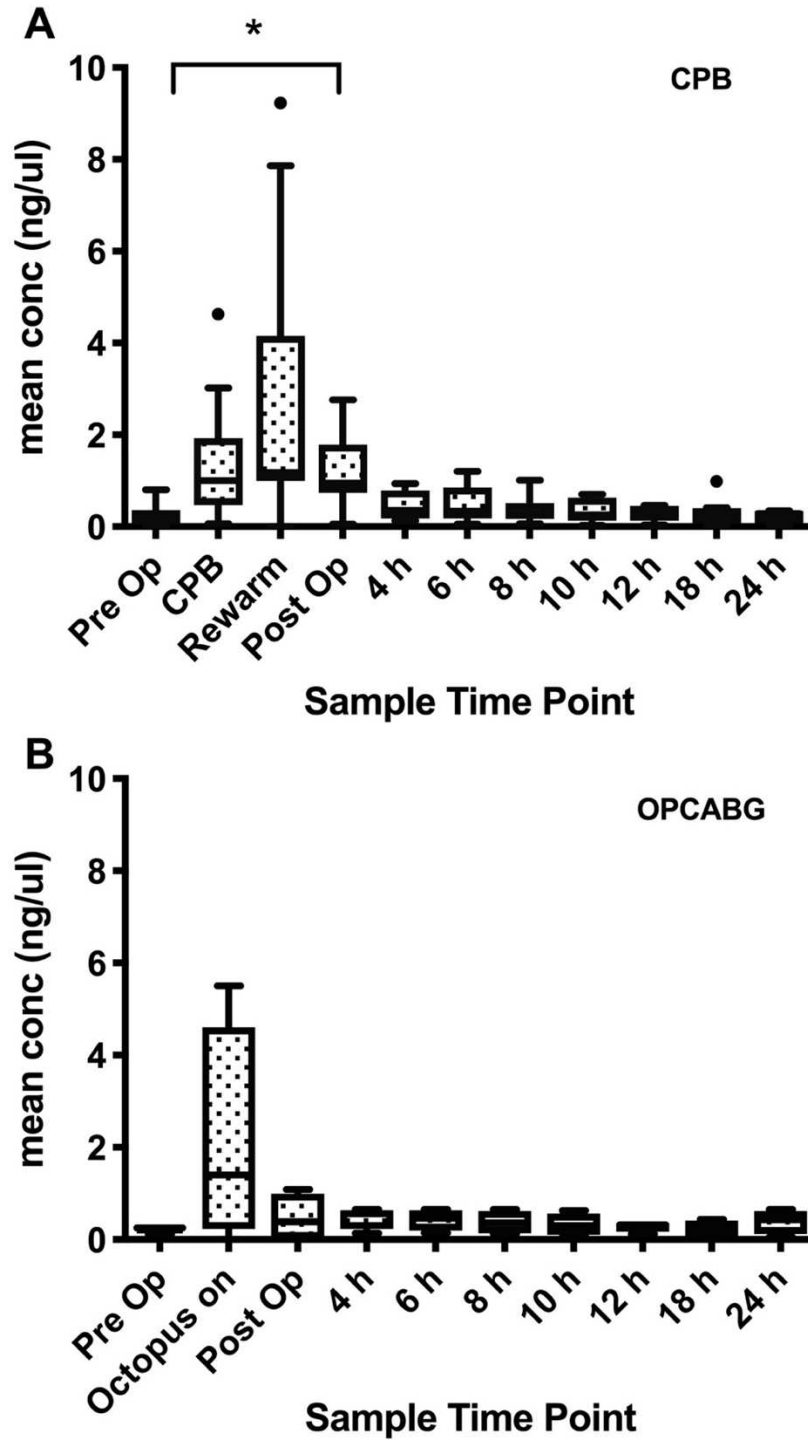 A
*
CPB
10
8
6
4
2
0
mean conc (ng/ul)
Pre Op
CPB
Rewarm
Post Op
4 h
6 h
8 h
10 h
12 h
18 h
24 h
Sample Time Point
B
OPCABG
10
8
6
4
2
0
mean conc (ng/ul)
Pre Op
Octopus on
Post Op
4 h
6 h
8 h
10 h
12 h
18 h
24 h
Sample Time Point